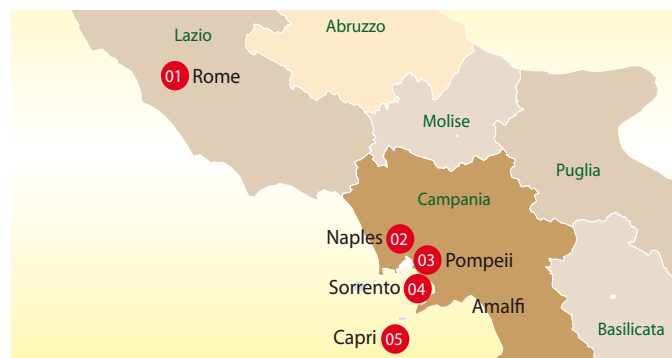 Lazio
Abruzzo
01 Rome
Molise
Puglia
Campania
Naples 02
03 Pompeii
Sorrento 04
Amalfi
Basilicata
Capri 05